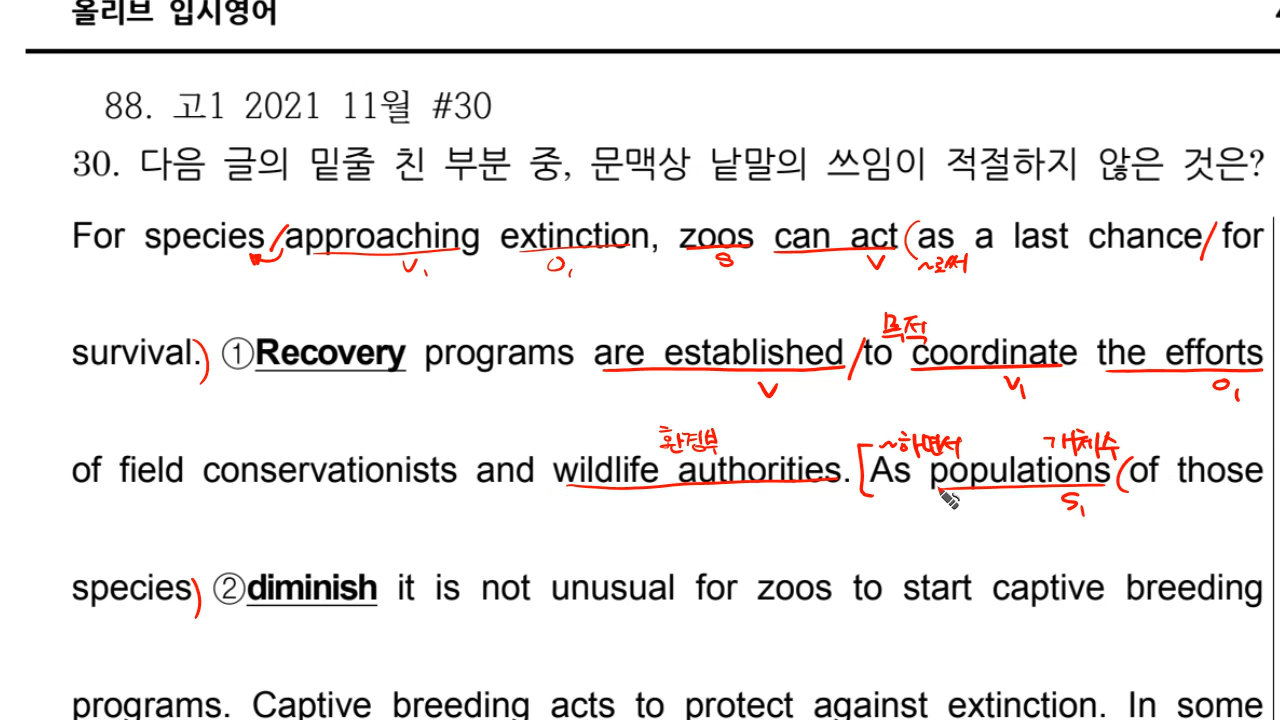 올리브 입시영어
88. 고1 2021 11월 #30
30. 다음 글의 밑줄 친 부분 중, 문맥상 낱말의 쓰임이 적절하지 않은 것은?
For species approaching extinction, zoos can act as a last chance for
V₁ O₁ S V ~로써
목적
survival. ①Recovery programs are established to coordinate the efforts
V V₁ O₁
환경부 ~하면서 개체수
of field conservationists and wildlife authorities. As populations of those
S₁
species ②diminish it is not unusual for zoos to start captive breeding
programs. Captive breeding acts to protect against extinction. In some